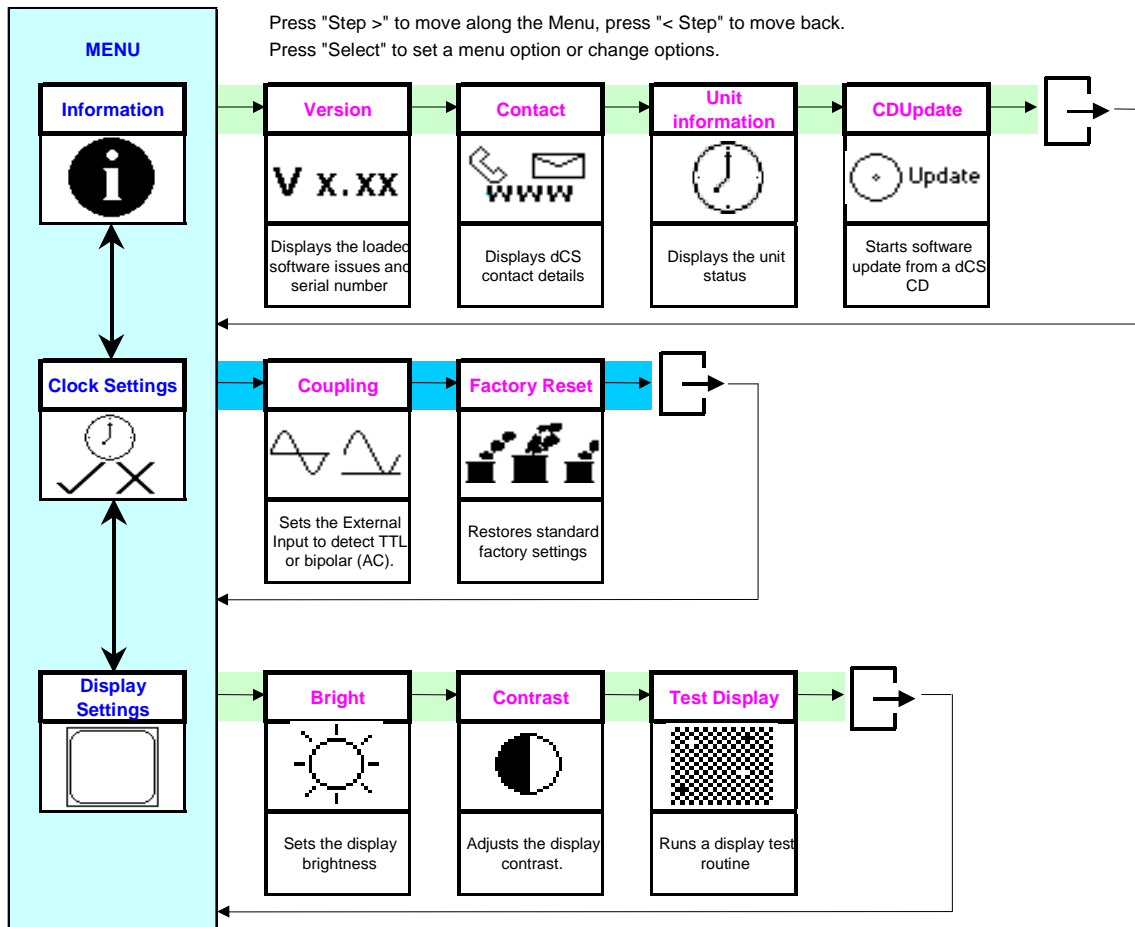 Press "Step >" to move along the Menu, press "< Step" to move back.
Press "Select" to set a menu option or change options.
MENU
Information
Version
Contact
Unit
information
CDUpdate
V x.xx
www
Update
Displays the loaded
software issues and
serial number
Displays dCS
contact details
Displays the unit
status
Starts software
update from a dCS
CD
Clock Settings
Coupling
Factory Reset
Sets the External
Input to detect TTL
or bipolar (AC).
Restores standard
factory settings
Display
Settings
Bright
Contrast
Test Display
Sets the display
brightness
Adjusts the display
contrast.
Runs a display test
routine